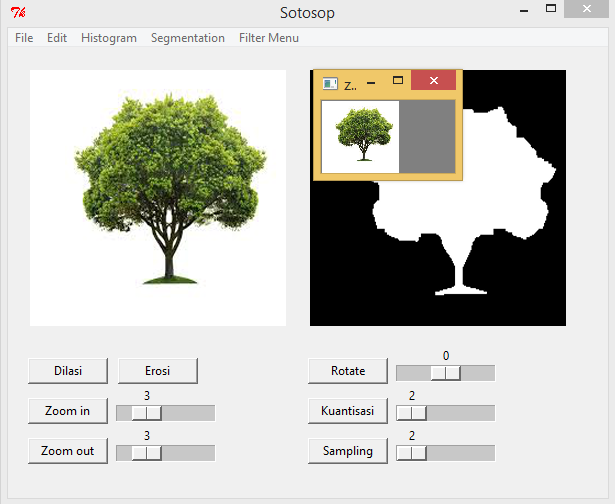 Sotosop
File Edit Histogram Segmentation Filter Menu
Z..
Dilasi Erosi Rotate 0
Zoom in 3 Kuantisasi 2
Zoom out 3 Sampling 2